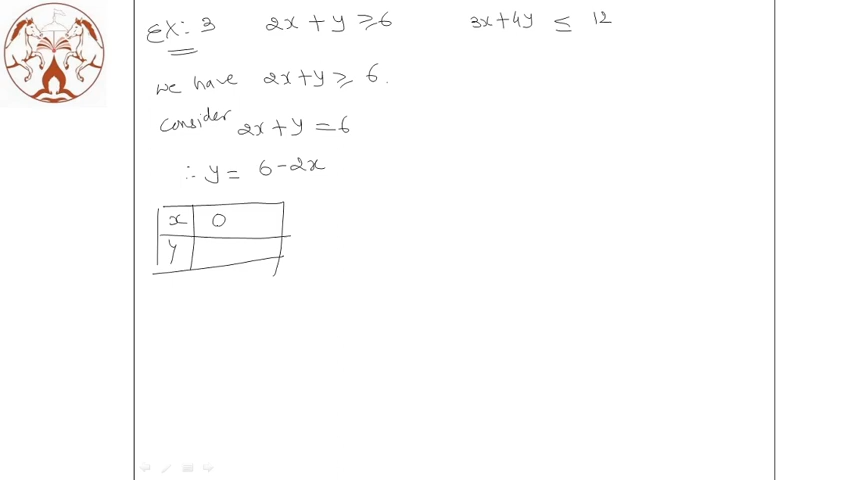 EX: 3 2x + y ≥ 6 3x + 4y ≤ 12
we have 2x + y ≥ 6.
Consider 2x + y = 6
∴ y = 6 - 2x
x 0
y